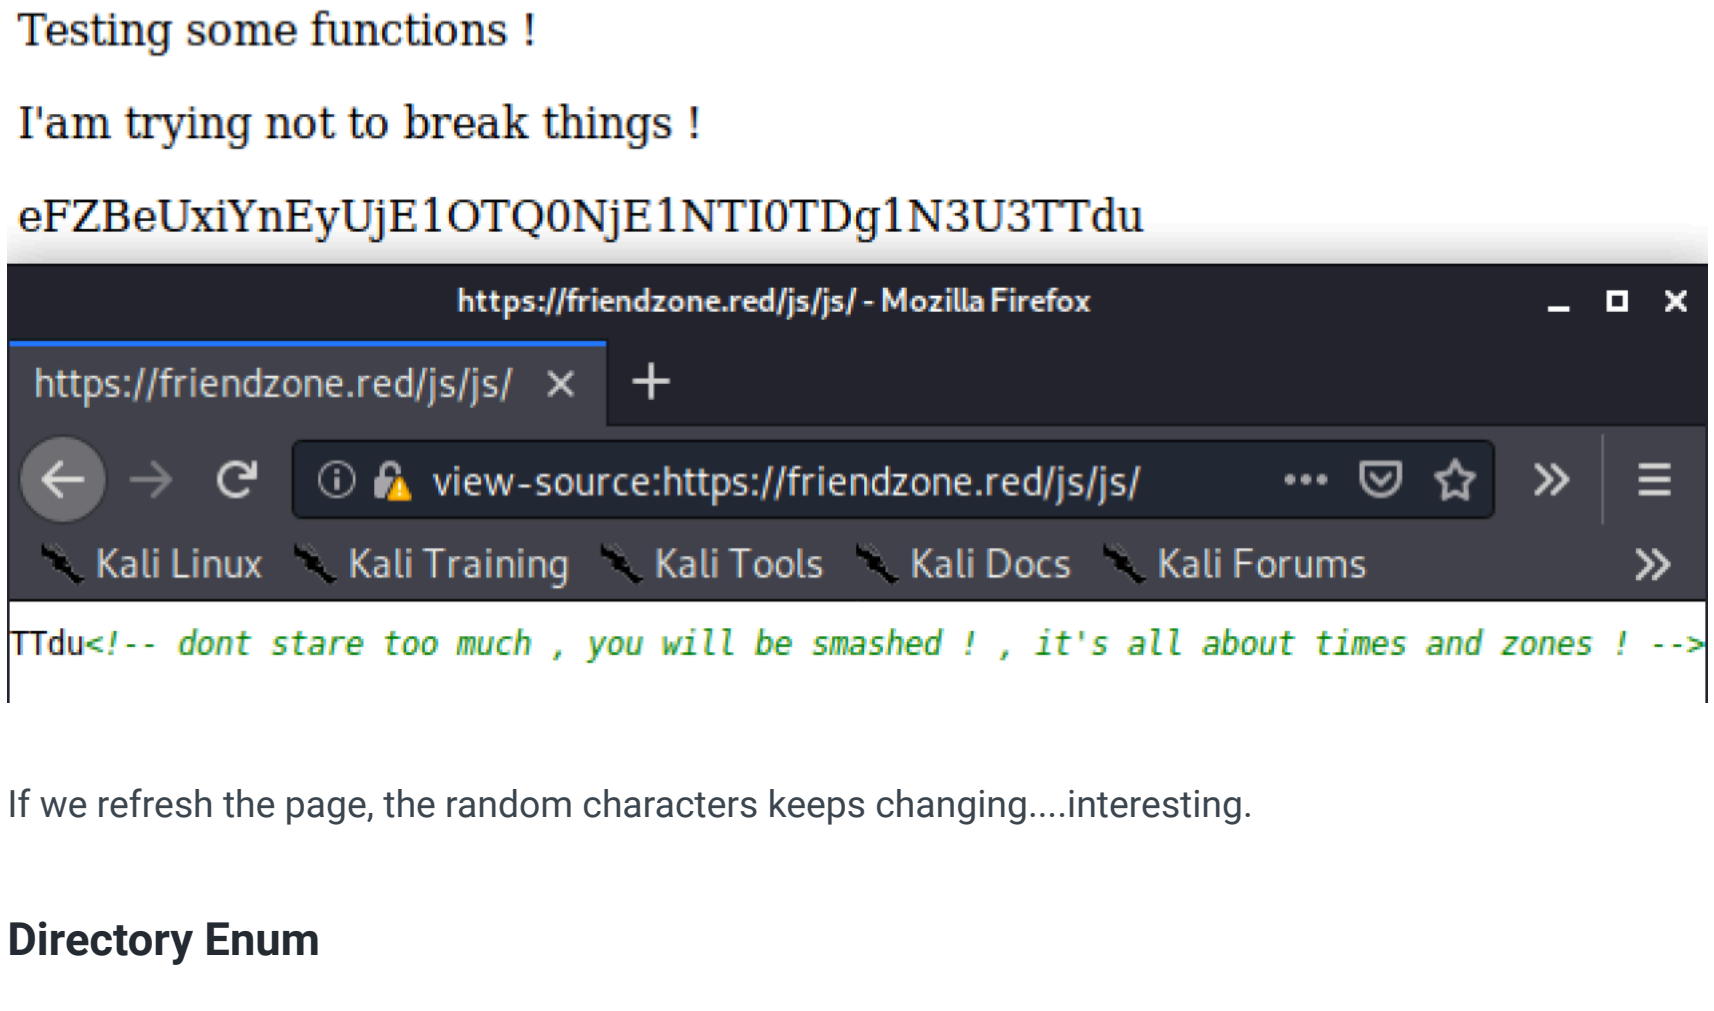 Testing some functions !
I'am trying not to break things !
eFZBeUxiYnEyUjE1OTQ0NjE1NTI0TDg1N3U3TTdu
https://friendzone.red/js/js/ - Mozilla Firefox
https://friendzone.red/js/js/
view-source:https://friendzone.red/js/js/
Kali Linux Kali Training Kali Tools Kali Docs Kali Forums
TTdu<!-- dont stare too much , you will be smashed ! , it's all about times and zones ! -->
If we refresh the page, the random characters keeps changing....interesting.
Directory Enum